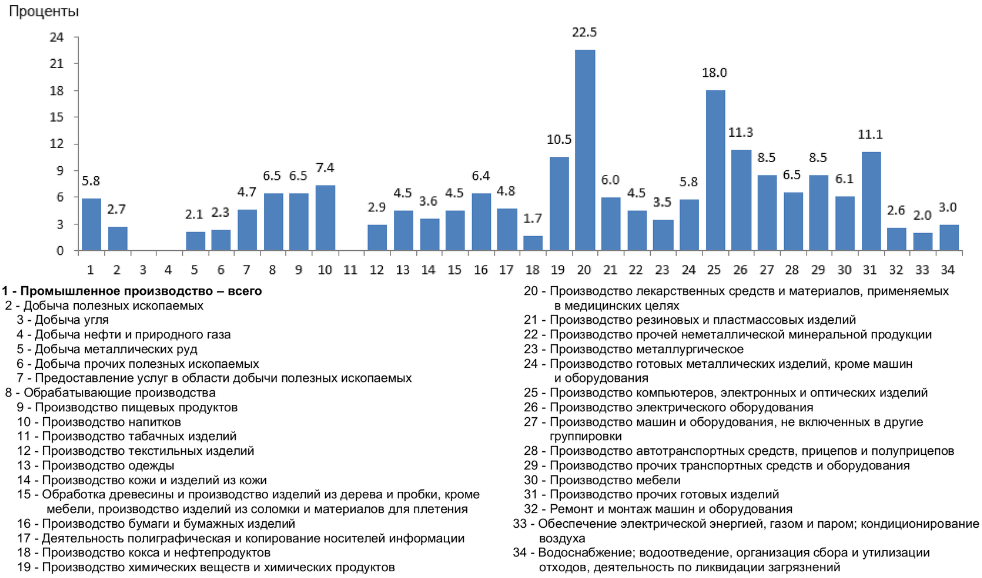 Проценты
24
21
18
15
12
9
6
3
0
5.8
2.7
2.1
2.3
4.7
6.5
6.5
7.4
2.9
4.5
3.6
4.5
6.4
4.8
1.7
10.5
22.5
6.0
4.5
3.5
5.8
18.0
11.3
8.5
6.5
8.5
6.1
11.1
2.6
2.0
3.0
1 2 3 4 5 6 7 8 9 10 11 12 13 14 15 16 17 18 19 20 21 22 23 24 25 26 27 28 29 30 31 32 33 34
1 - Промышленное производство – всего
2 - Добыча полезных ископаемых
3 - Добыча угля
4 - Добыча нефти и природного газа
5 - Добыча металлических руд
6 - Добыча прочих полезных ископаемых
7 - Предоставление услуг в области добычи полезных ископаемых
8 - Обрабатывающие производства
9 - Производство пищевых продуктов
10 - Производство напитков
11 - Производство табачных изделий
12 - Производство текстильных изделий
13 - Производство одежды
14 - Производство кожи и изделий из кожи
15 - Обработка древесины и производство изделий из дерева и пробки, кроме
мебели, производство изделий из соломки и материалов для плетения
16 - Производство бумаги и бумажных изделий
17 - Деятельность полиграфическая и копирование носителей информации
18 - Производство кокса и нефтепродуктов
19 - Производство химических веществ и химических продуктов
20 - Производство лекарственных средств и материалов, применяемых
в медицинских целях
21 - Производство резиновых и пластмассовых изделий
22 - Производство прочей неметаллической минеральной продукции
23 - Производство металлургическое
24 - Производство готовых металлических изделий, кроме машин
и оборудования
25 - Производство компьютеров, электронных и оптических изделий
26 - Производство электрического оборудования
27 - Производство машин и оборудования, не включенных в другие
группировки
28 - Производство автотранспортных средств, прицепов и полуприцепов
29 - Производство прочих транспортных средств и оборудования
30 - Производство мебели
31 - Производство прочих готовых изделий
32 - Ремонт и монтаж машин и оборудования
33 - Обеспечение электрической энергией, газом и паром; кондиционирование
воздуха
34 - Водоснабжение; водоотведение, организация сбора и утилизации
отходов, деятельность по ликвидации загрязнений